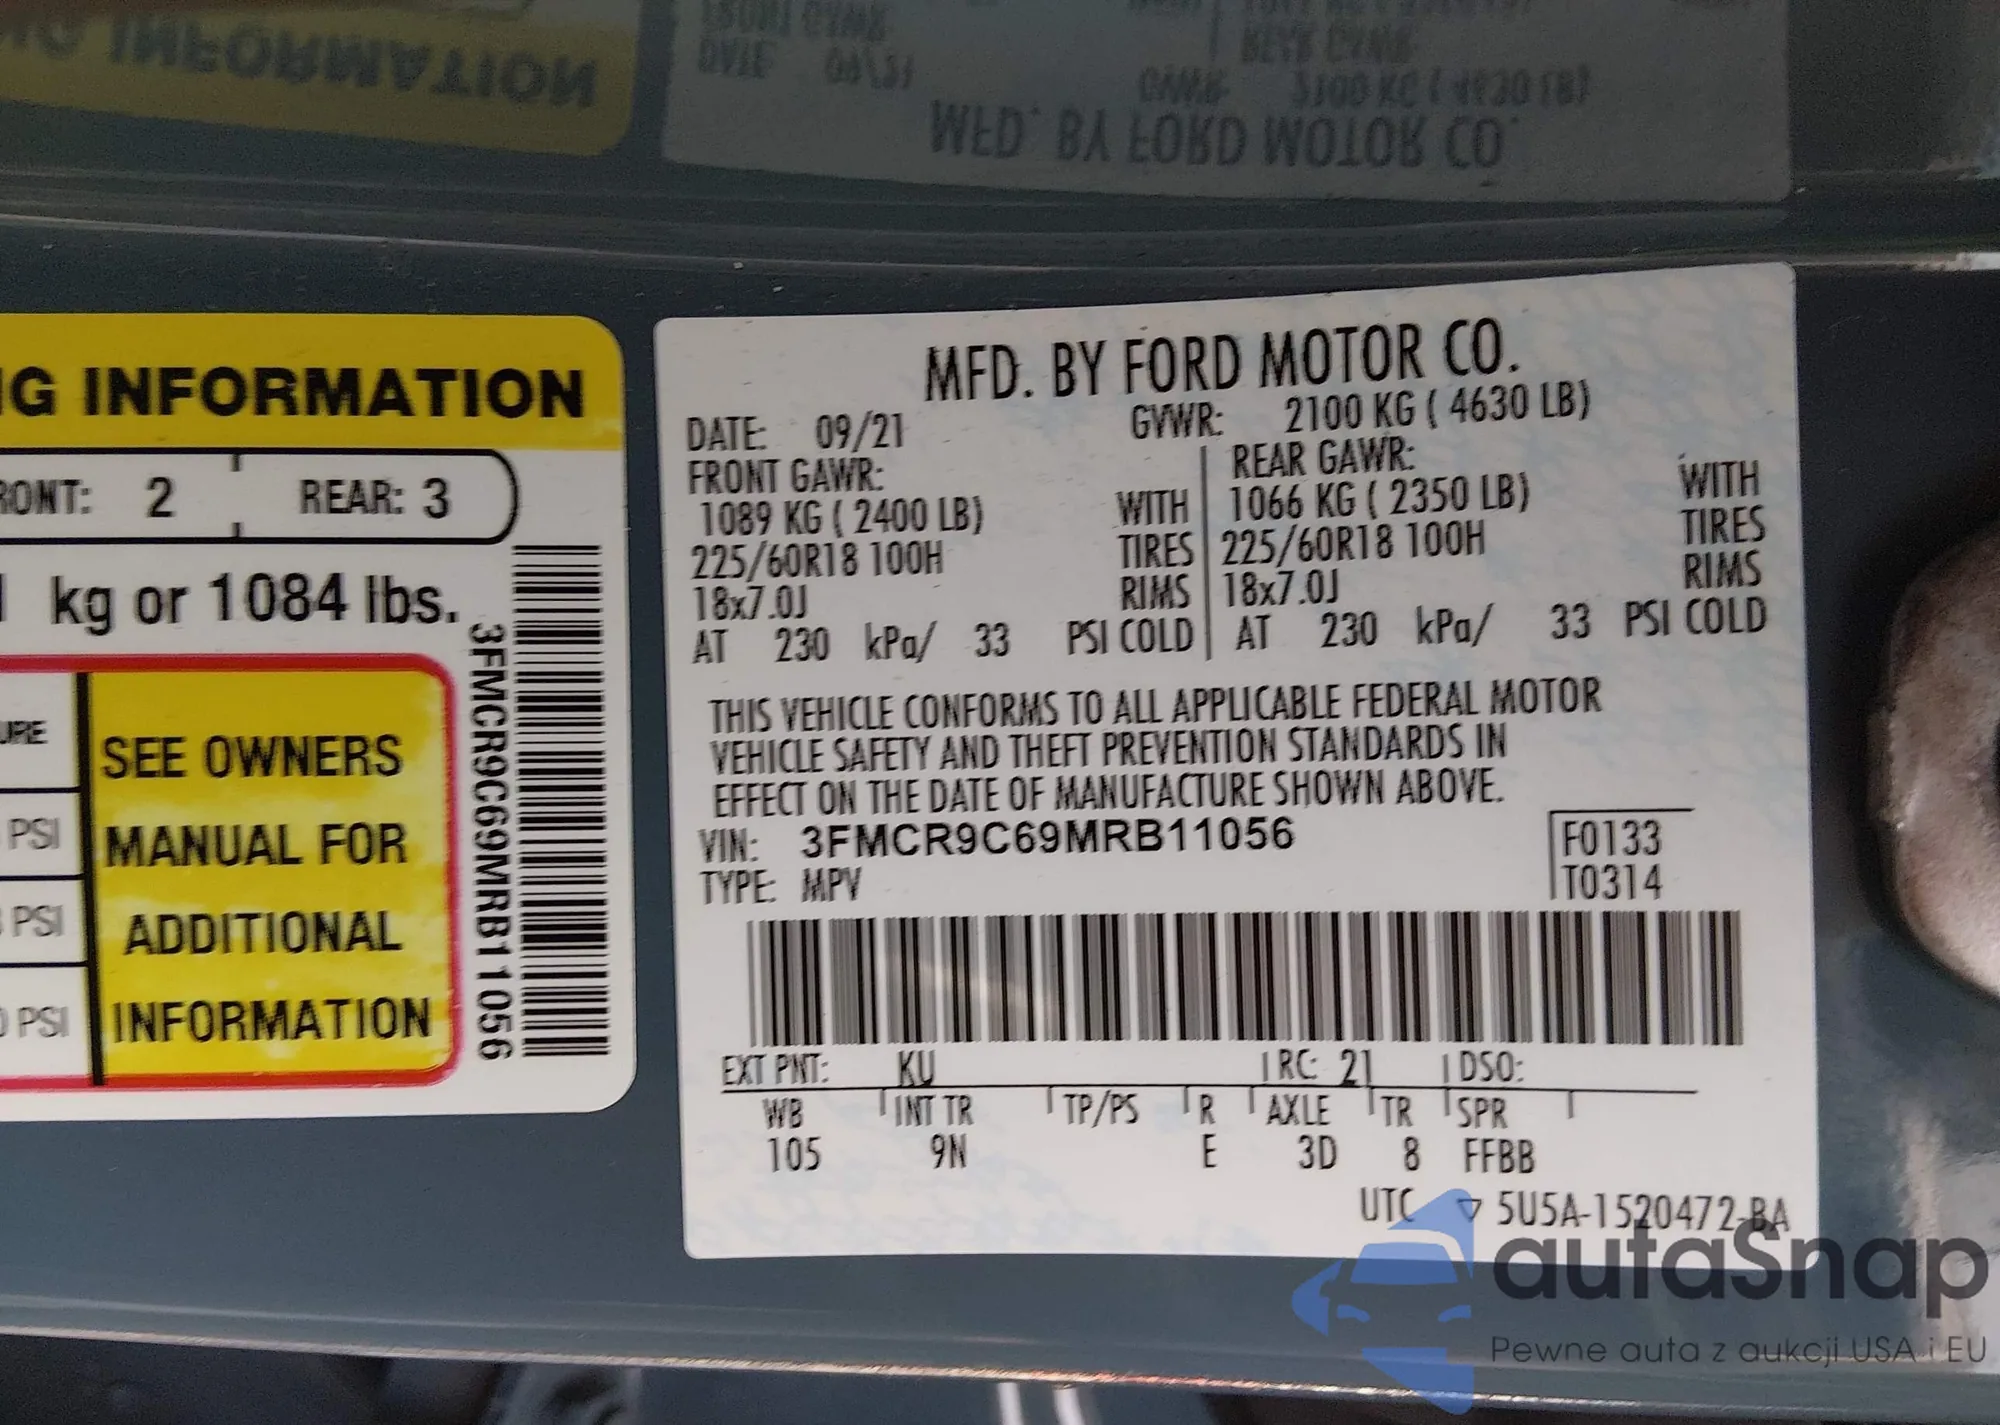 NG INFORMATION
FRONT: 2 REAR: 3
kg or 1084 lbs.
3FMCR9C69MRB11056
URE
PSI
PSI
PSI
SEE OWNERS
MANUAL FOR
ADDITIONAL
INFORMATION
MFD. BY FORD MOTOR CO.
DATE: 09/21 GVWR: 2100 KG ( 4630 LB)
FRONT GAWR: REAR GAWR:
1089 KG ( 2400 LB) WITH 1066 KG ( 2350 LB) WITH
225/60R18 100H TIRES 225/60R18 100H TIRES
18x7.0J RIMS 18x7.0J RIMS
AT 230 kPa/ 33 PSI COLD AT 230 kPa/ 33 PSI COLD
THIS VEHICLE CONFORMS TO ALL APPLICABLE FEDERAL MOTOR
VEHICLE SAFETY AND THEFT PREVENTION STANDARDS IN
EFFECT ON THE DATE OF MANUFACTURE SHOWN ABOVE.
VIN: 3FMCR9C69MRB11056 F0133
TYPE: MPV T0314
EXT PNT: KU RC: 21 DSO:
WB INT TR TP/PS R AXLE TR SPR
105 9N E 3D 8 FFBB
UTC ▽ 5U5A-1520472-BA
autaSnap
Pewne auta z aukcji USA i EU